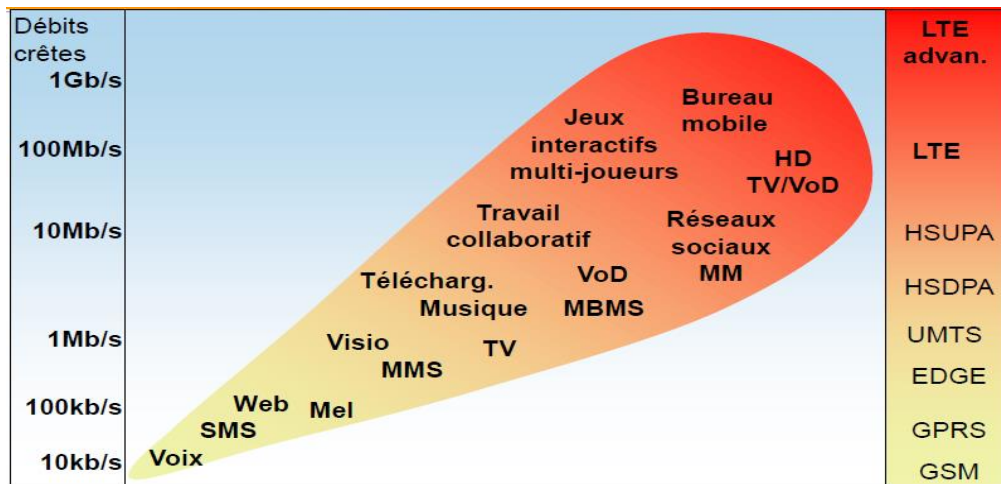 Débits
crêtes
1Gb/s
100Mb/s
10Mb/s
1Mb/s
100kb/s
10kb/s
Bureau
mobile
Jeux
interactifs
multi-joueurs
HD
TV/VoD
Travail
collaboratif
Réseaux
sociaux
MM
Télécharg.
Musique
VoD
MBMS
Visio
MMS
TV
Web
SMS
Mel
Voix
LTE
advan.
LTE
HSUPA
HSDPA
UMTS
EDGE
GPRS
GSM